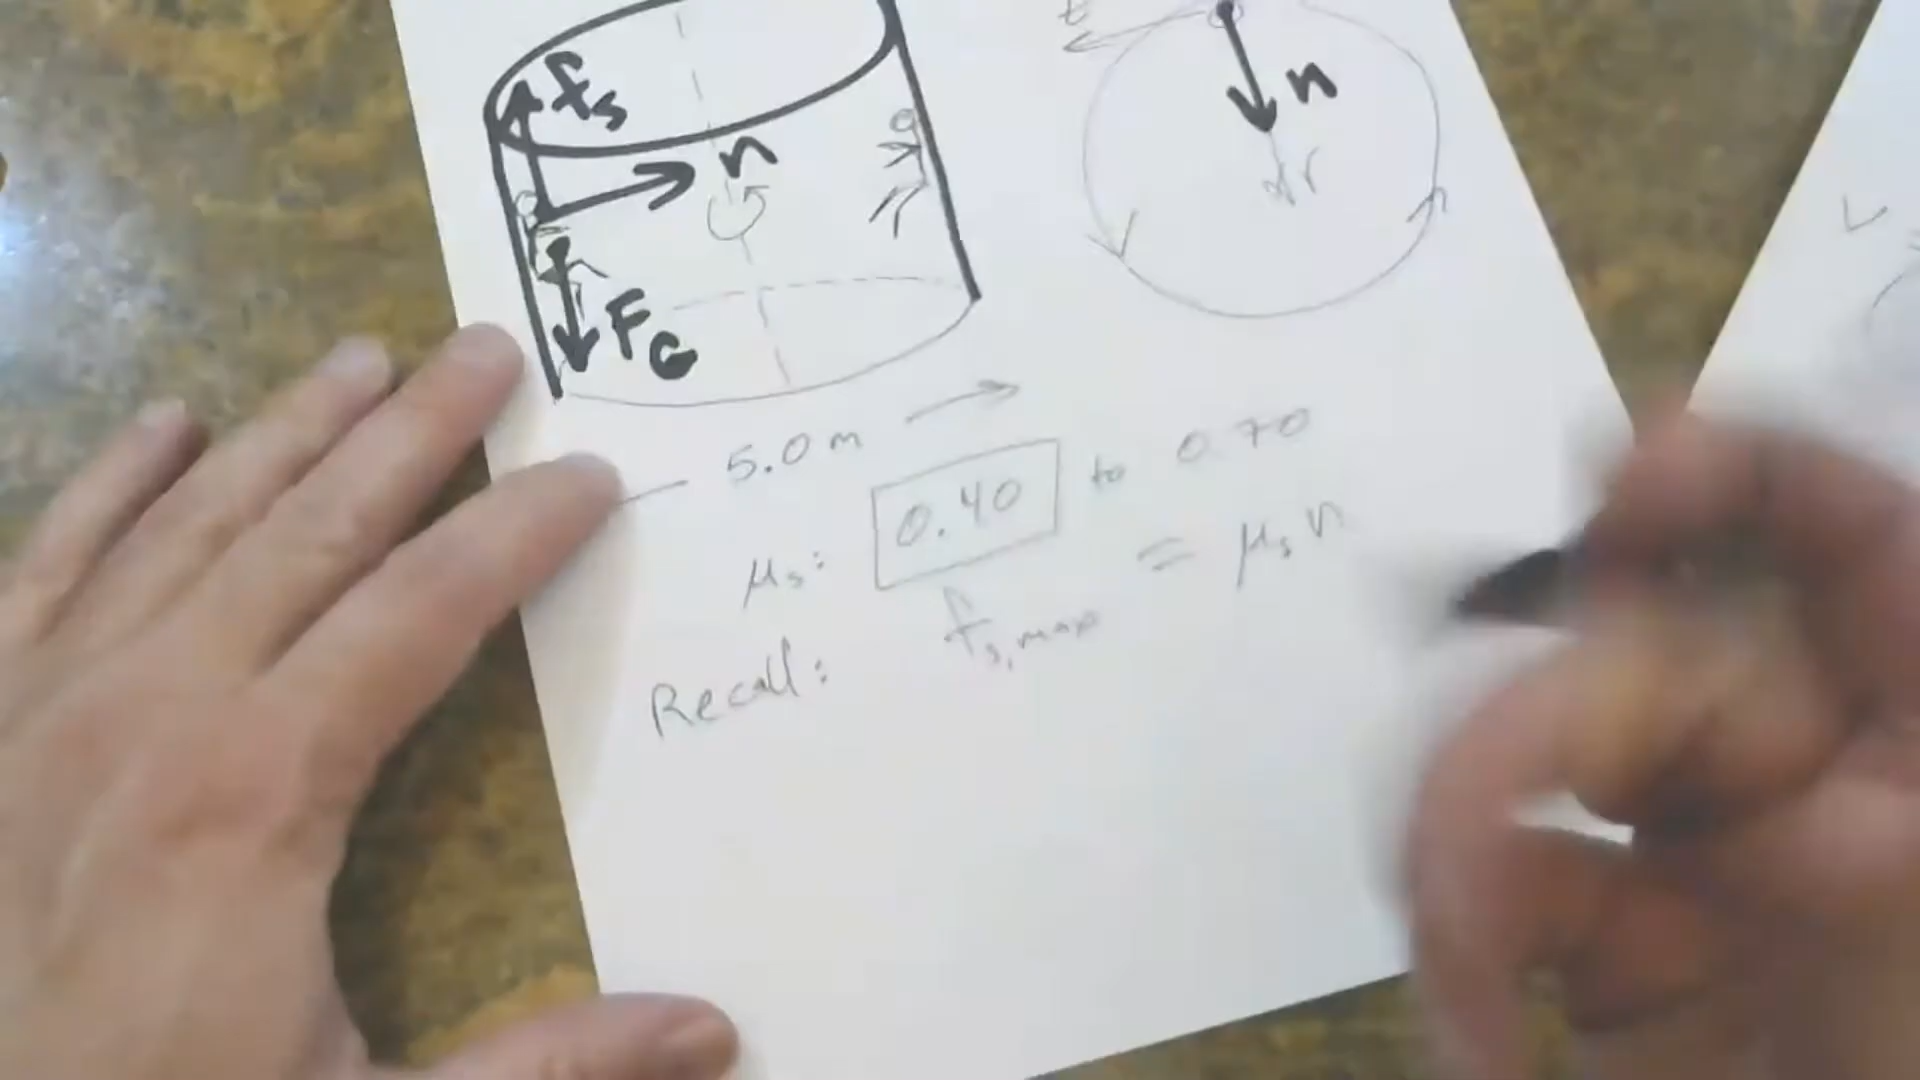 fs
n
FG
t
n
r
5.0 m
μs: 0.40 to 0.70
Recall: fs,max = μs n